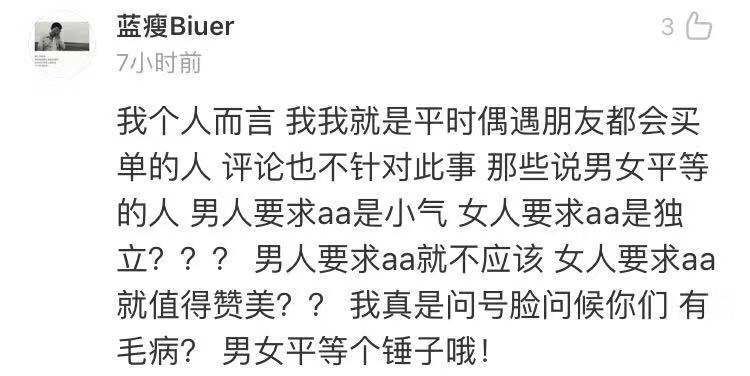 蓝瘦Biuer
3
7小时前
我个人而言 我我就是平时偶遇朋友都会买
单的人 评论也不针对此事 那些说男女平等
的人 男人要求aa是小气 女人要求aa是独
立？？？ 男人要求aa就不应该 女人要求aa
就值得赞美？？ 我真是问号脸问候你们 有
毛病？ 男女平等个锤子哦！